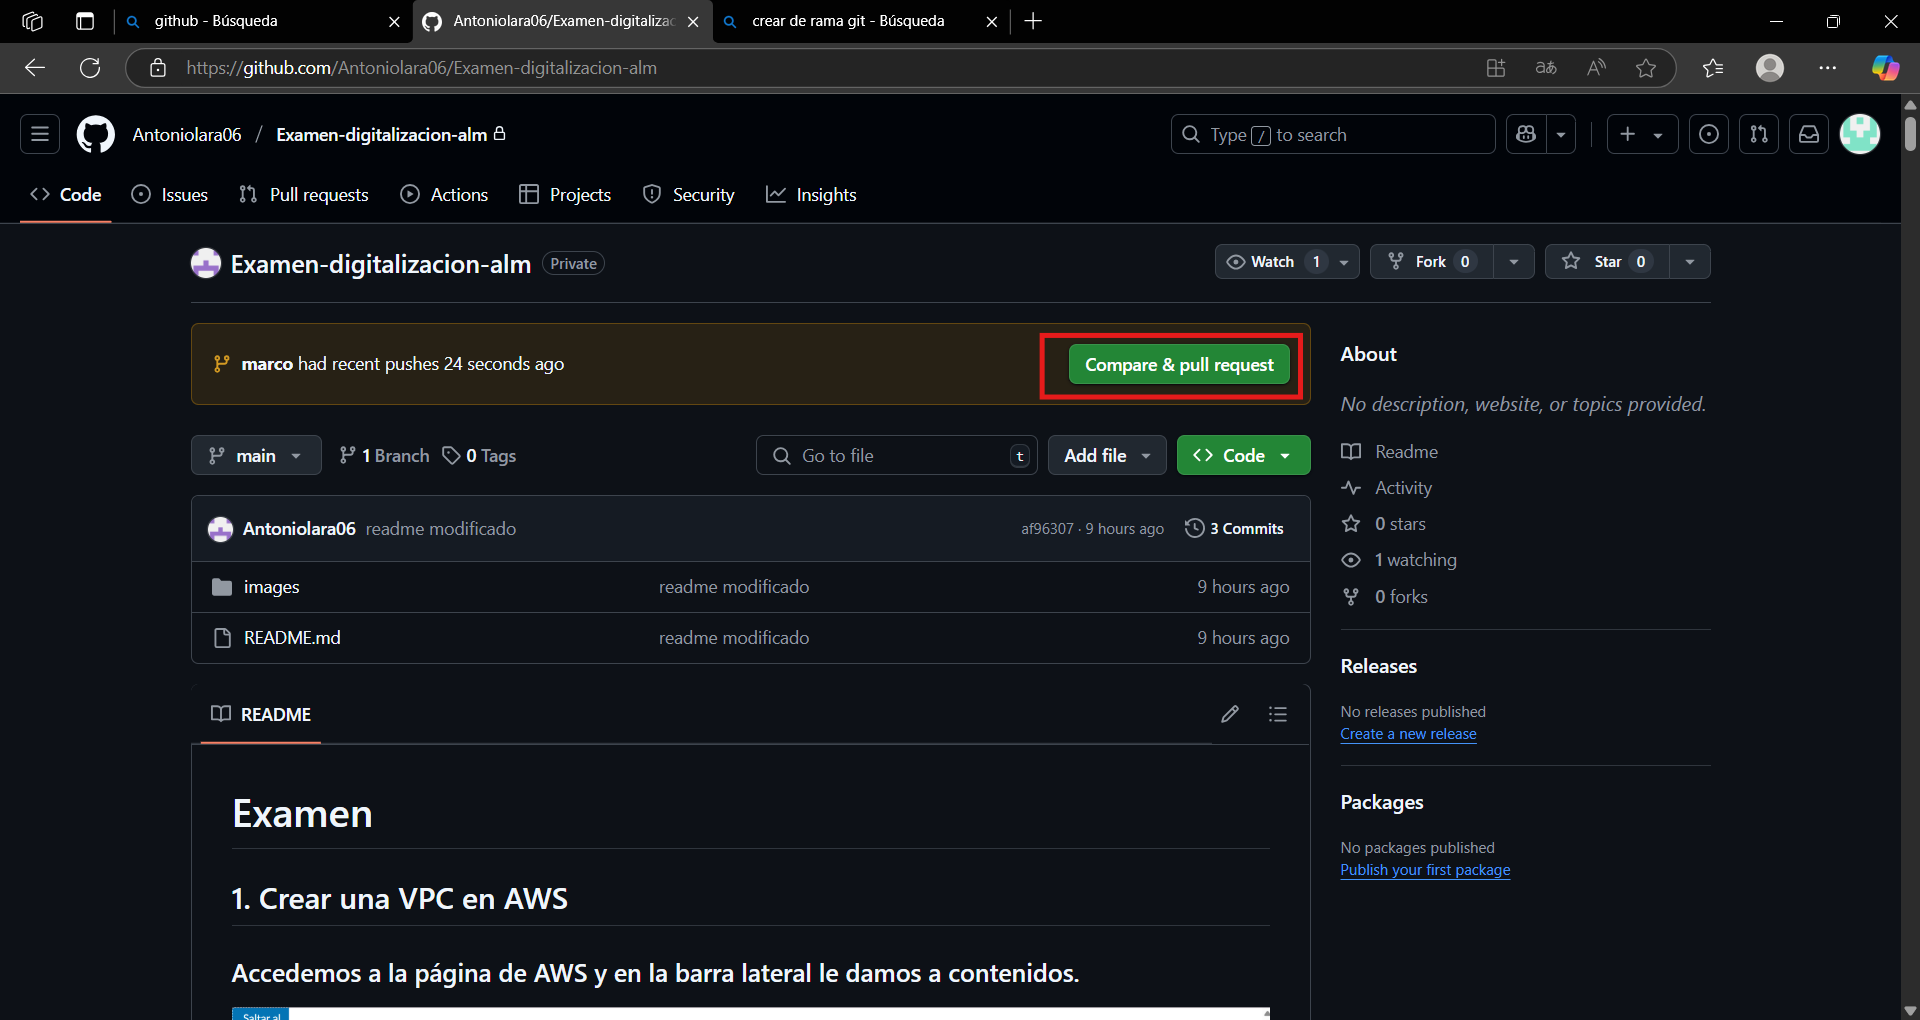 github - Búsqueda
Antoniolara06/Examen-digitalizac
crear de rama git - Búsqueda
https://github.com/Antoniolara06/Examen-digitalizacion-alm
aあ
Antoniolara06 / Examen-digitalizacion-alm
Type / to search
Code
Issues
Pull requests
Actions
Projects
Security
Insights
Examen-digitalizacion-alm Private
Watch 1
Fork 0
Star 0
marco had recent pushes 24 seconds ago
Compare & pull request
main
1 Branch
0 Tags
Go to file
t
Add file
Code
Antoniolara06 readme modificado
af96307 · 9 hours ago
3 Commits
images readme modificado 9 hours ago
README.md readme modificado 9 hours ago
README
Examen
1. Crear una VPC en AWS
Accedemos a la página de AWS y en la barra lateral le damos a contenidos.
Saltar al
About
No description, website, or topics provided.
Readme
Activity
0 stars
1 watching
0 forks
Releases
No releases published
Create a new release
Packages
No packages published
Publish your first package